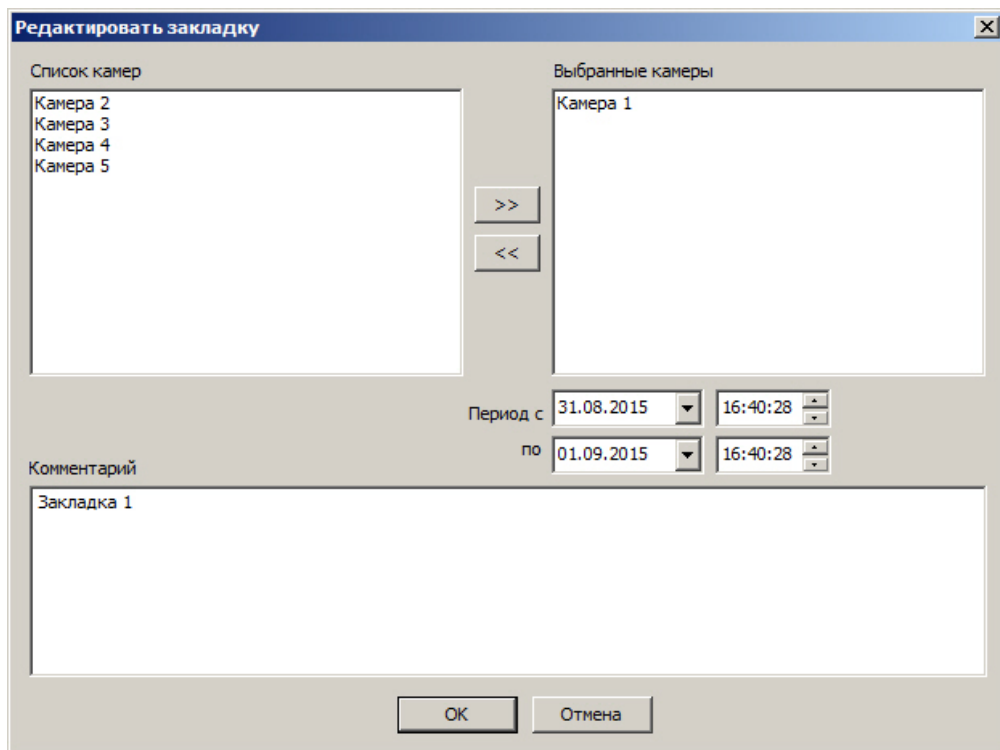 Редактировать закладку
Список камер
Выбранные камеры
Камера 2
Камера 3
Камера 4
Камера 5
Камера 1
>>
<<
Период с 31.08.2015 16:40:28
по 01.09.2015 16:40:28
Комментарий
Закладка 1
OK
Отмена